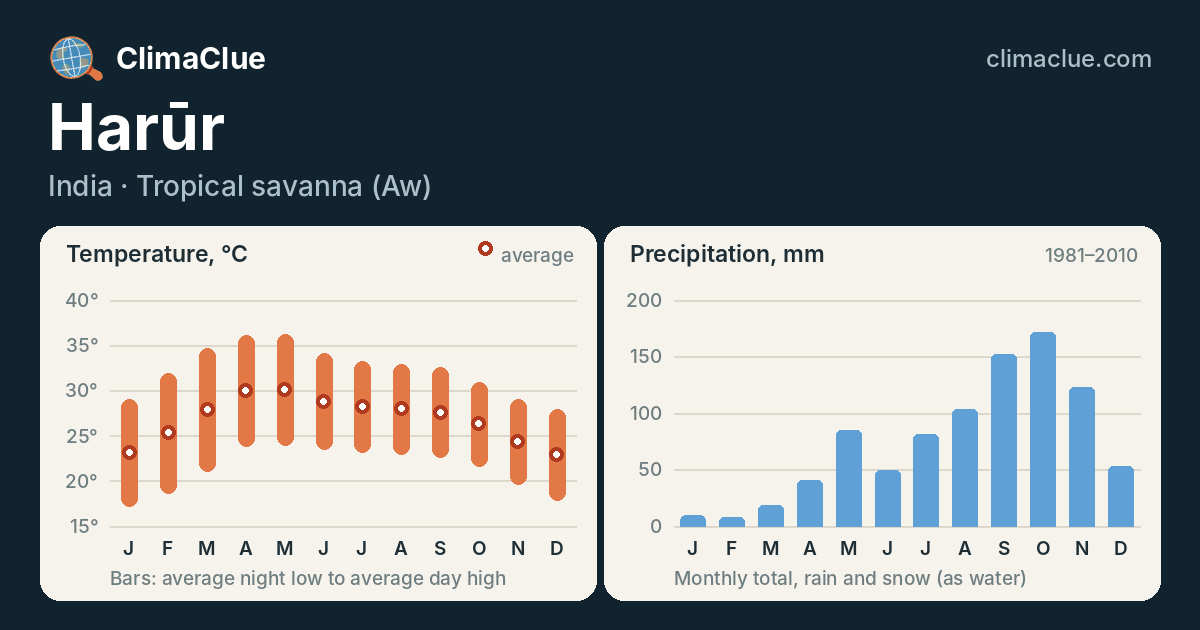 ClimaClue
climaclue.com
Harūr
India · Tropical savanna (Aw)
Temperature, °C
average
40°
35°
30°
25°
20°
15°
J F M A M J J A S O N D
Bars: average night low to average day high
Precipitation, mm
1981–2010
200
150
100
50
0
J F M A M J J A S O N D
Monthly total, rain and snow (as water)